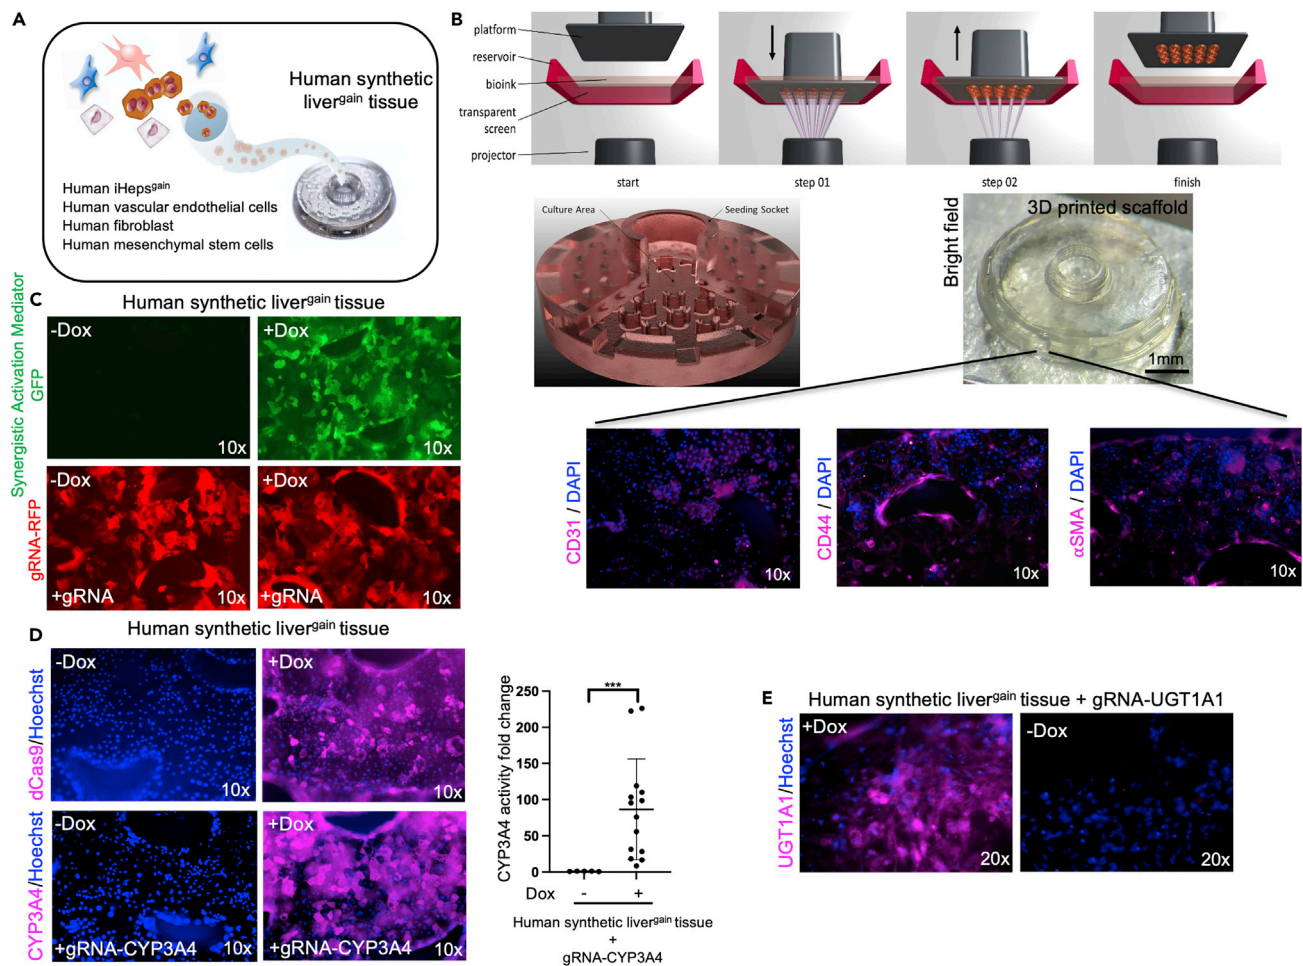 A
Human synthetic
liver^gain tissue
Human iHeps^gain
Human vascular endothelial cells
Human fibroblast
Human mesenchymal stem cells
B
platform
reservoir
bioink
transparent
screen
projector
start
step 01
step 02
finish
Culture Area
Seeding Socket
Bright field
3D printed scaffold
1mm
CD31 / DAPI
10x
CD44 / DAPI
10x
αSMA / DAPI
10x
C
Human synthetic liver^gain tissue
Synergistic Activation Mediator
GFP
-Dox
10x
+Dox
10x
gRNA-RFP
-Dox
+gRNA
10x
+Dox
+gRNA
10x
D
Human synthetic liver^gain tissue
dCas9/Hoechst
-Dox
10x
+Dox
10x
CYP3A4/Hoechst
-Dox
+gRNA-CYP3A4
10x
+Dox
+gRNA-CYP3A4
10x
CYP3A4 activity fold change
250
200
150
100
50
0
***
Dox - +
Human synthetic liver^gain tissue
+
gRNA-CYP3A4
E
Human synthetic liver^gain tissue + gRNA-UGT1A1
UGT1A1/Hoechst
+Dox
20x
-Dox
20x